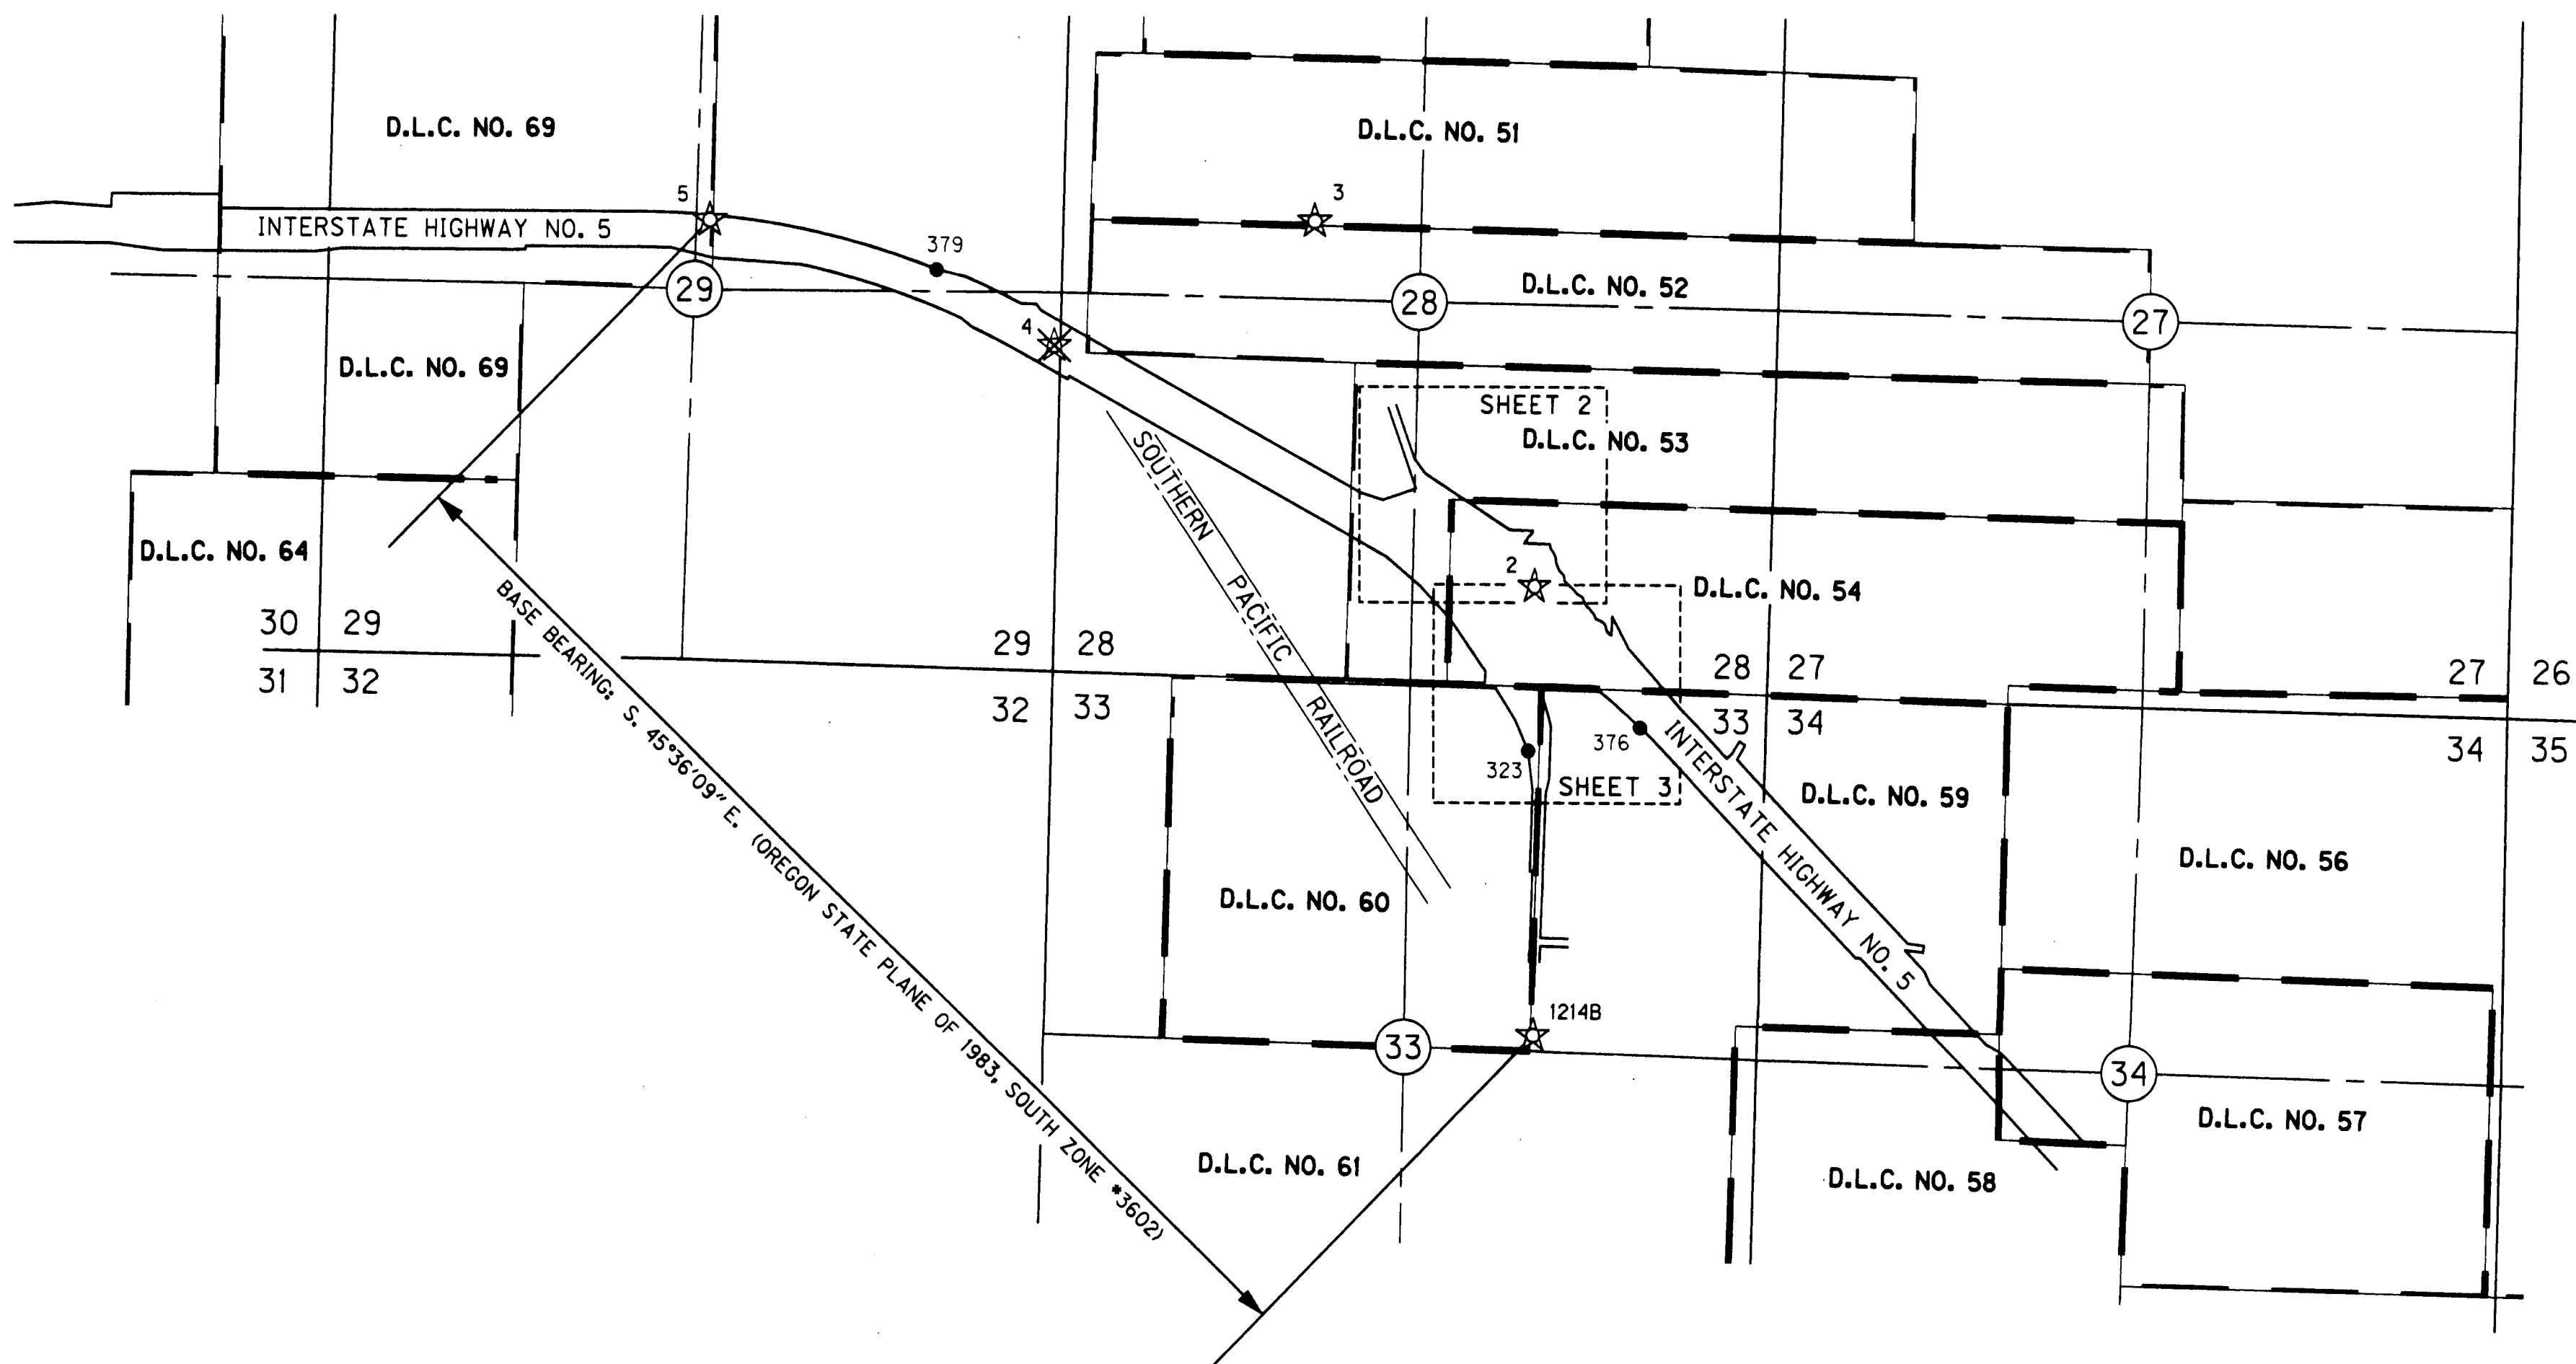 D.L.C. NO. 69
D.L.C. NO. 51
5
3
INTERSTATE HIGHWAY NO. 5
379
29
28
D.L.C. NO. 52
27
4
D.L.C. NO. 69
SHEET 2
D.L.C. NO. 53
SOUTHERN PACIFIC RAILROAD
D.L.C. NO. 64
2
D.L.C. NO. 54
BASE BEARING: S. 45°36'09" E. (OREGON STATE PLANE OF 1983, SOUTH ZONE #3602)
30 29
31 32
29 28
32 33
28 27
33 34
27 26
34 35
376
323
SHEET 3
INTERSTATE HIGHWAY NO. 5
D.L.C. NO. 59
D.L.C. NO. 56
D.L.C. NO. 60
1214B
33
34
D.L.C. NO. 57
D.L.C. NO. 61
D.L.C. NO. 58